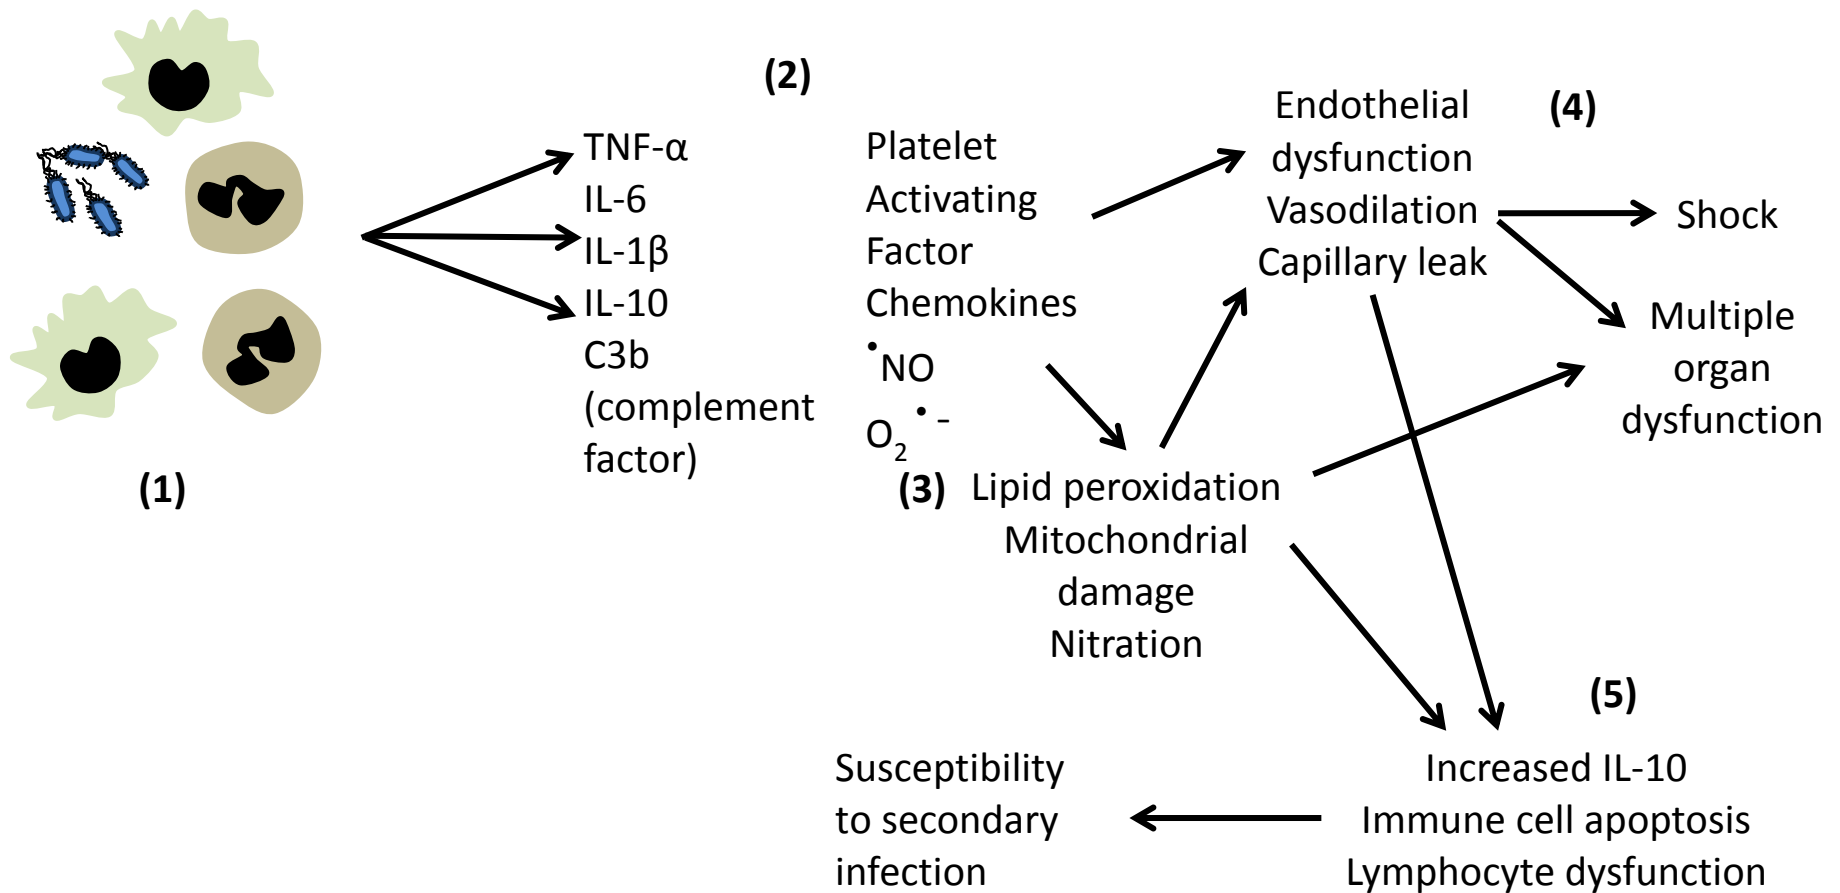 (1)
(2)
TNF-α
IL-6
IL-1β
IL-10
C3b
(complement
factor)
Platelet
Activating
Factor
Chemokines
•NO
O₂•-
(3) Lipid peroxidation
Mitochondrial
damage
Nitration
(4)
Endothelial
dysfunction
Vasodilation
Capillary leak
Shock
Multiple
organ
dysfunction
(5)
Increased IL-10
Immune cell apoptosis
Lymphocyte dysfunction
Susceptibility
to secondary
infection